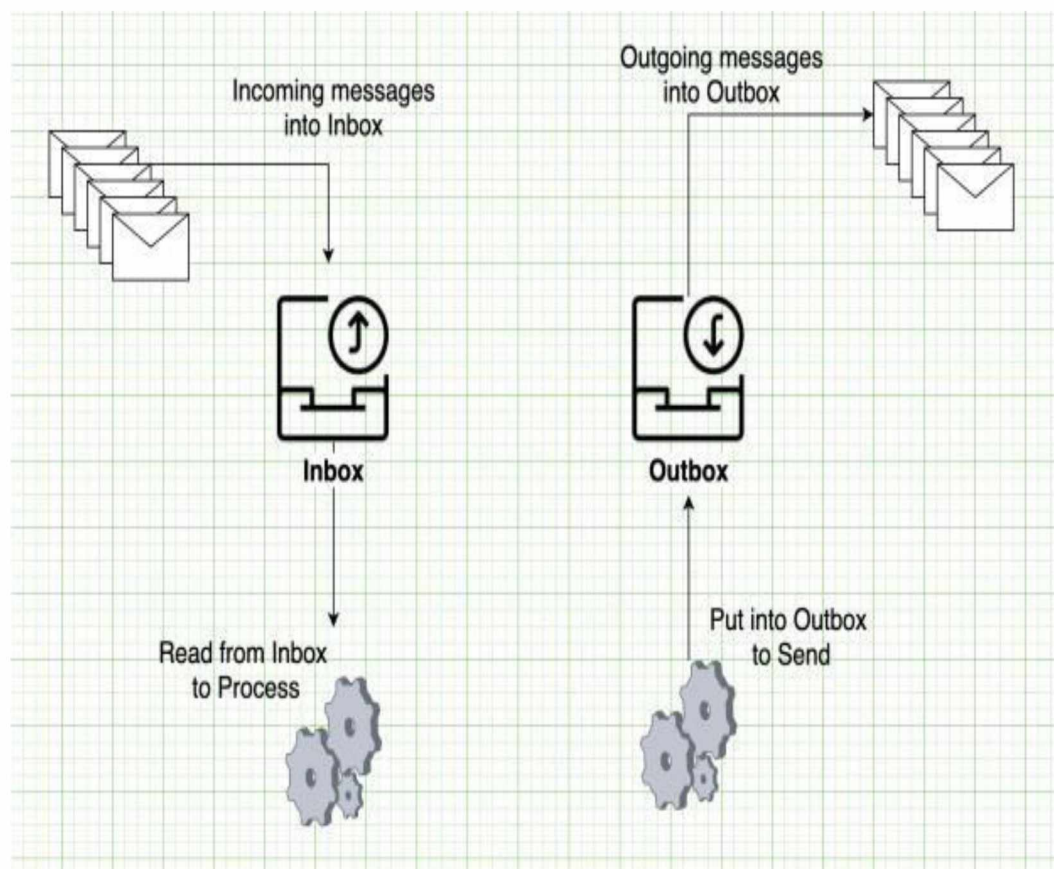 Incoming messages
into Inbox
Outgoing messages
into Outbox
Inbox
Outbox
Read from Inbox
to Process
Put into Outbox
to Send